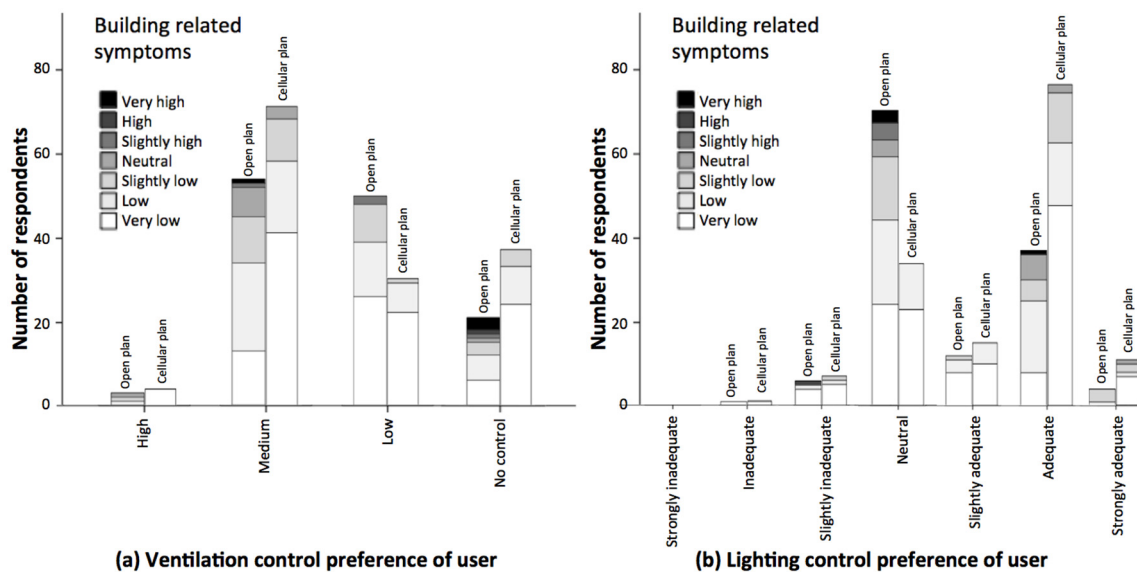 Building related
symptoms
Very high
High
Slightly high
Neutral
Slightly low
Low
Very low
Number of respondents
80
60
40
20
0
Open plan
Cellular plan
Open plan
Cellular plan
Open plan
Cellular plan
Open plan
Cellular plan
High
Medium
Low
No control
(a) Ventilation control preference of user
Building related
symptoms
Very high
High
Slightly high
Neutral
Slightly low
Low
Very low
Number of respondents
80
60
40
20
0
Open plan
Cellular plan
Open plan
Cellular plan
Open plan
Cellular plan
Open plan
Cellular plan
Open plan
Cellular plan
Open plan
Cellular plan
Strongly inadequate
Inadequate
Slightly inadequate
Neutral
Slightly adequate
Adequate
Strongly adequate
(b) Lighting control preference of user